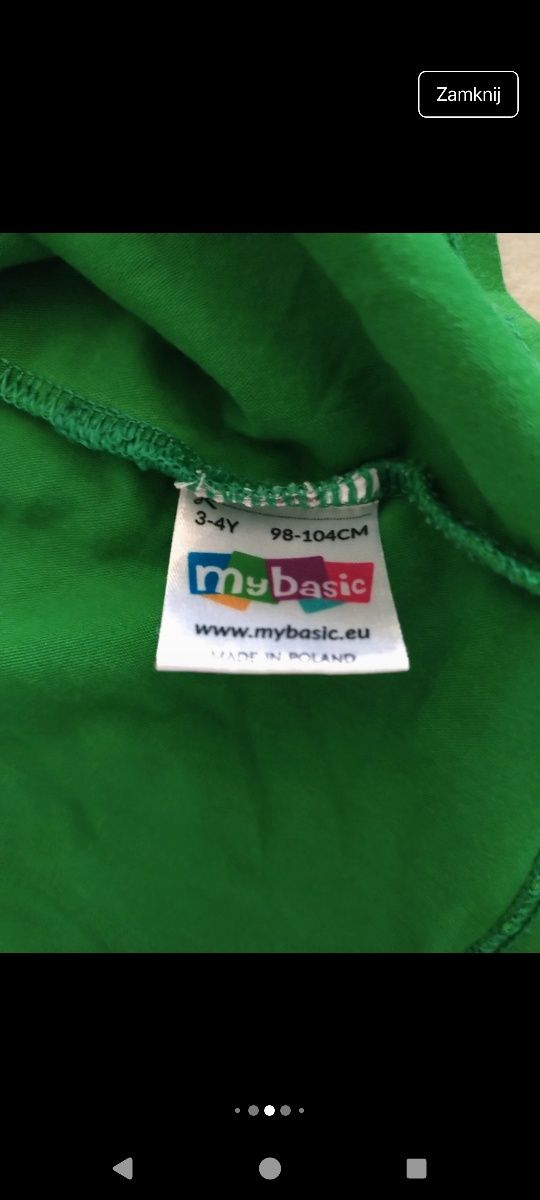 Zamknij
3-4Y 98-104CM
mybasic
www.mybasic.eu
MADE IN POLAND